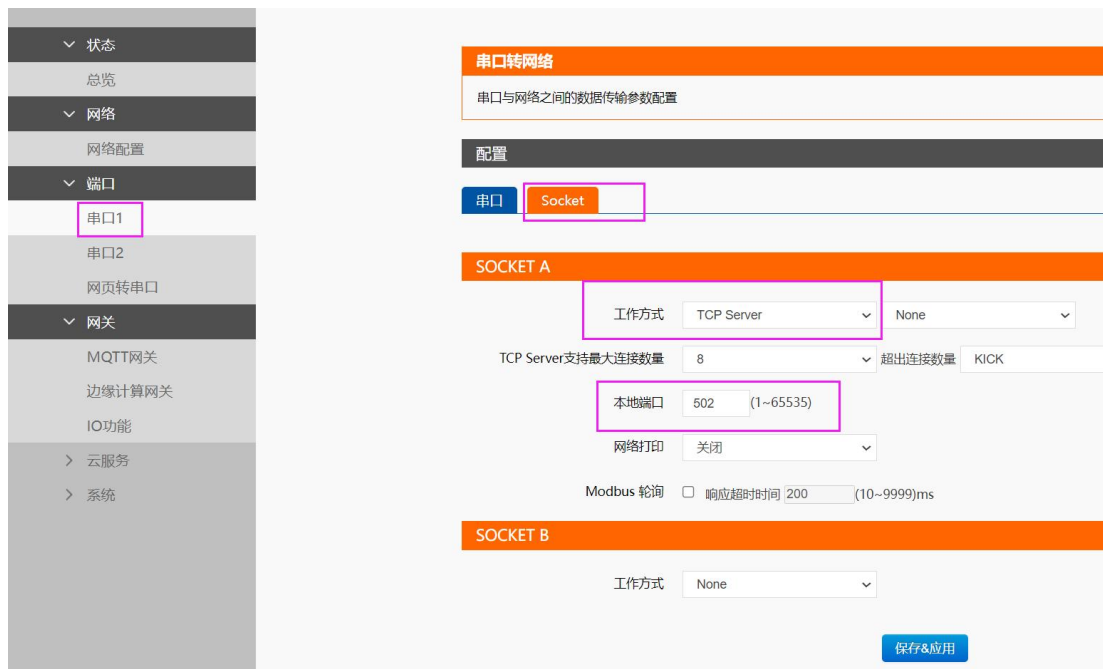 状态
总览
网络
网络配置
端口
串口1
串口2
网页转串口
网关
MQTT网关
边缘计算网关
IO功能
云服务
系统
串口转网络
串口与网络之间的数据传输参数配置
配置
串口 Socket
SOCKET A
工作方式 TCP Server None
TCP Server支持最大连接数量 8 超出连接数量 KICK
本地端口 502 (1~65535)
网络打印 关闭
Modbus 轮询 响应超时时间 200 (10~9999)ms
SOCKET B
工作方式 None
保存&应用